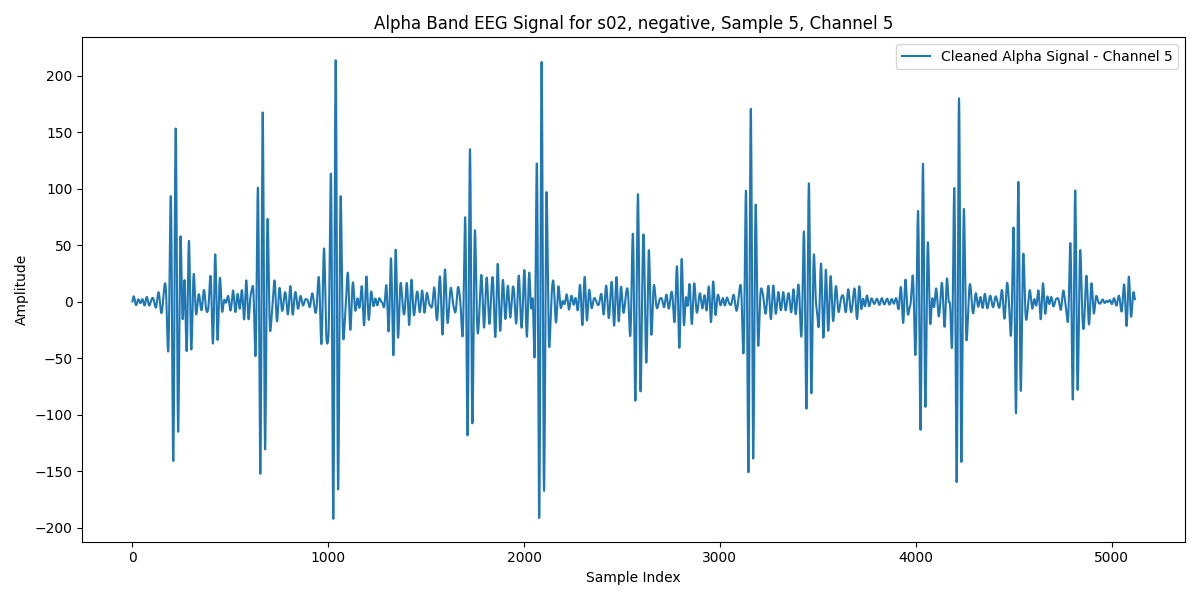 Alpha Band EEG Signal for s02, negative, Sample 5, Channel 5
Cleaned Alpha Signal - Channel 5
Amplitude
200
150
100
50
0
−50
−100
−150
−200
0 1000 2000 3000 4000 5000
Sample Index